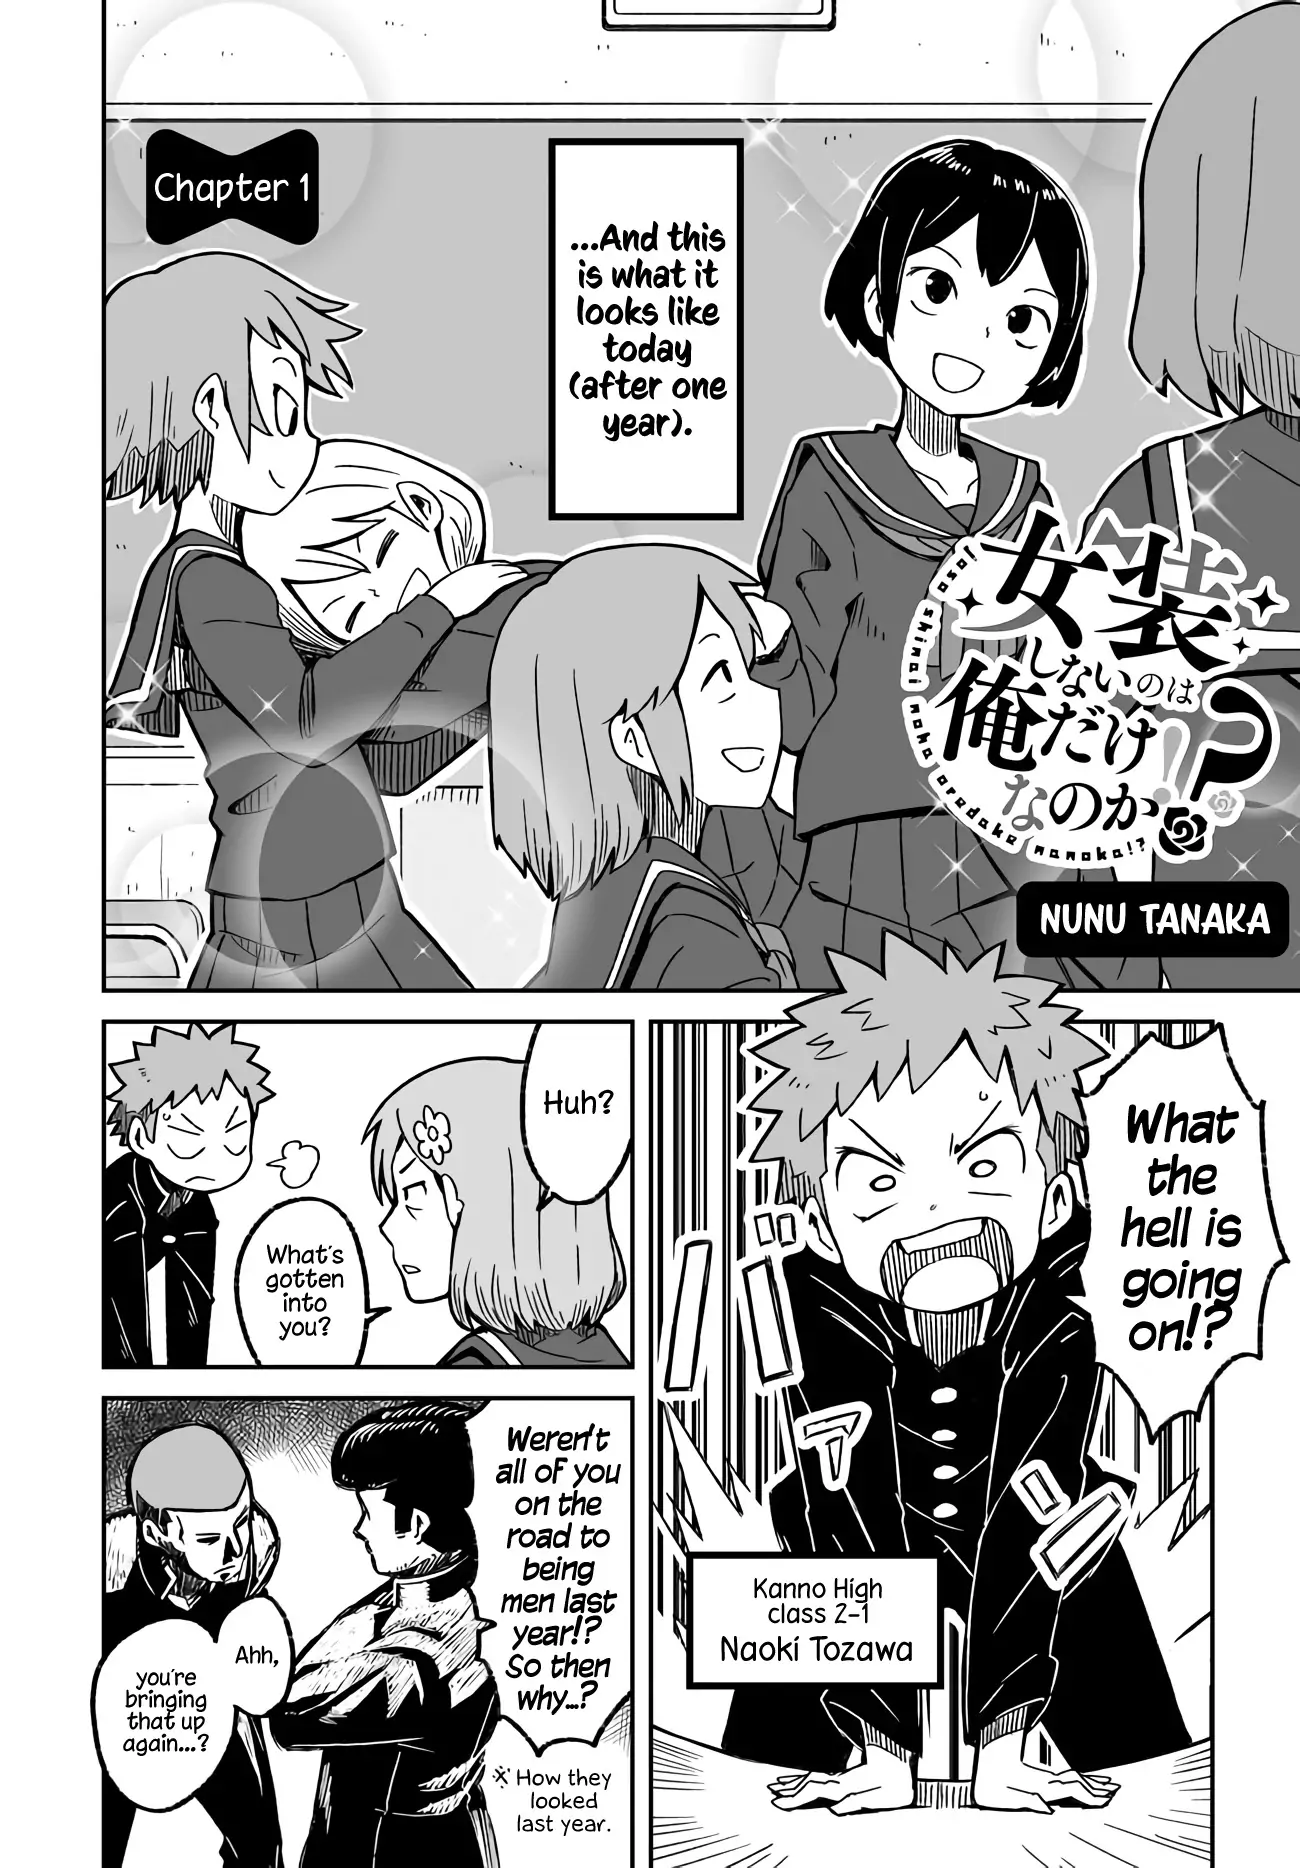 Chapter 1
...And this
is what it
looks like
today
(after one
year).
女装
しないのは
俺だけ
なのか!?
josou shinai noha oredake nanoka!?
NUNU TANAKA
What
the
hell is
going
on!?
バン
ァ
Kanno High
class 2-1
Naoki Tozawa
Huh?
What's
gotten
into
you?
Weren't
all of you
on the
road to
being
men last
year!?
So then
why...?
※ How they
looked
last year.
Ahh,
you're
bringing
that up
again...?